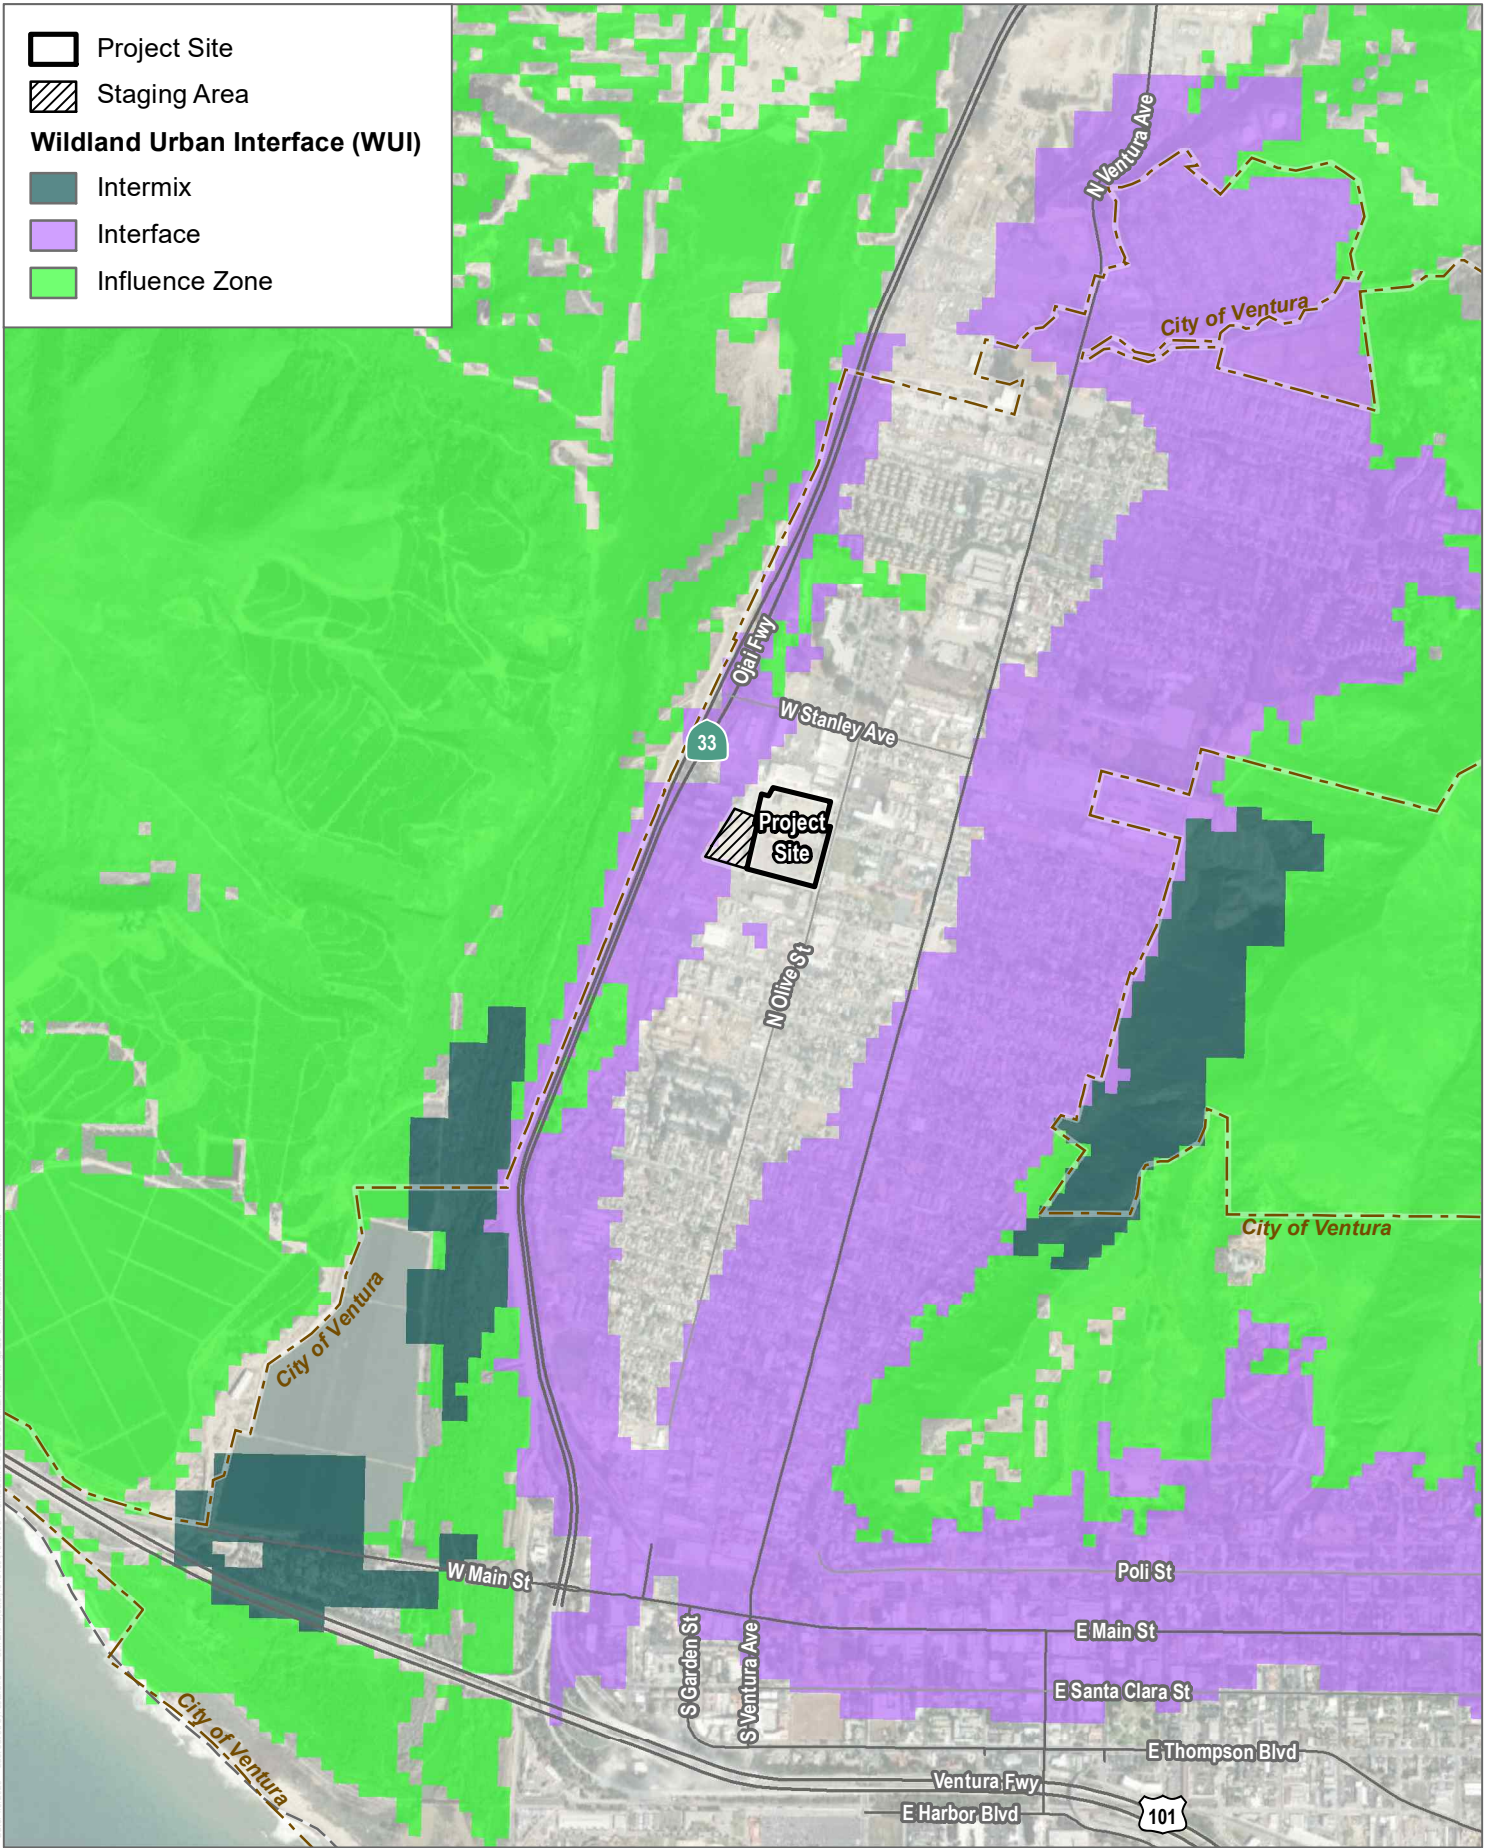 Project Site
Staging Area
Wildland Urban Interface (WUI)
Intermix
Interface
Influence Zone
N Ventura Ave
City of Ventura
Ojai Fwy
W Stanley Ave
33
Project
Site
N Olive St
City of Ventura
City of Ventura
W Main St
Poli St
E Main St
S Garden St
S Ventura Ave
E Santa Clara St
City of Ventura
E Thompson Blvd
Ventura Fwy
E Harbor Blvd
101